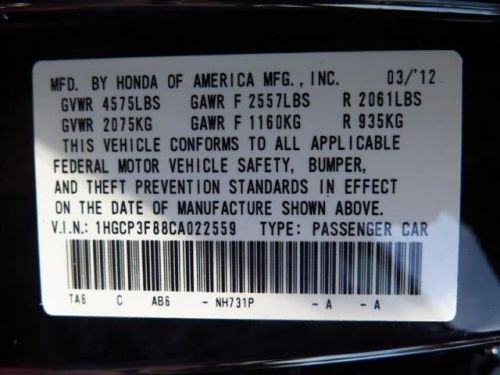 MFD. BY HONDA OF AMERICA MFG., INC. 03/'12
GVWR 4575LBS GAWR F 2557LBS R 2061LBS
GVWR 2075KG GAWR F 1160KG R 935KG
THIS VEHICLE CONFORMS TO ALL APPLICABLE
FEDERAL MOTOR VEHICLE SAFETY, BUMPER,
AND THEFT PREVENTION STANDARDS IN EFFECT
ON THE DATE OF MANUFACTURE SHOWN ABOVE.
V.I.N.: 1HGCP3F88CA022559 TYPE: PASSENGER CAR
TA6 C AB6 -NH731P -A -A